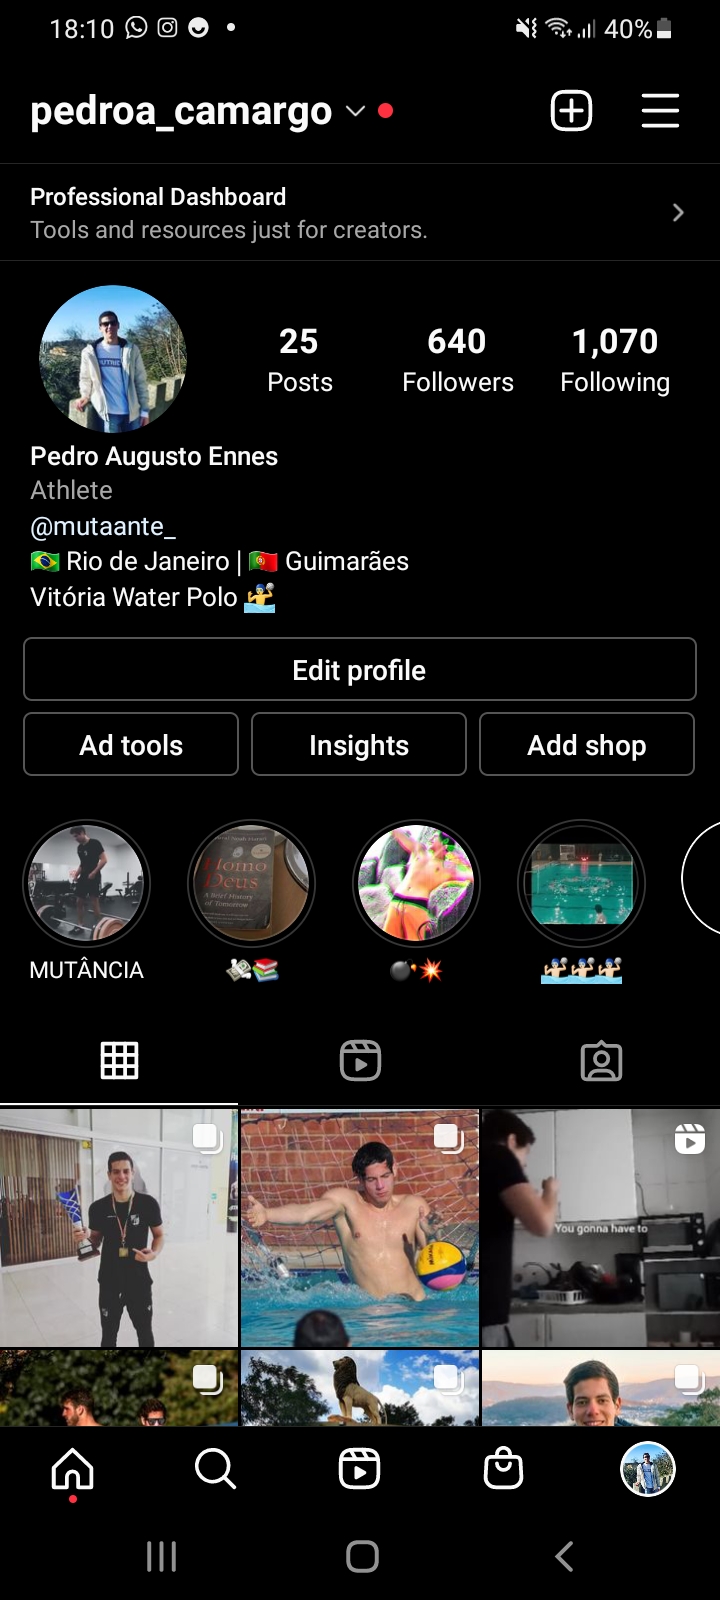 18:10 40%
pedroa_camargo
Professional Dashboard
Tools and resources just for creators.
25 640 1,070
Posts Followers Following
Pedro Augusto Ennes
Athlete
@mutaante_
🇧🇷 Rio de Janeiro | 🇵🇹 Guimarães
Vitória Water Polo 🤽‍♂️
Edit profile
Ad tools Insights Add shop
Homo
Deus
A Brief History
of Tomorrow
MUTÂNCIA 💸📚 💣💥 🤽‍♂️🤽‍♂️🤽‍♂️
You gonna have to